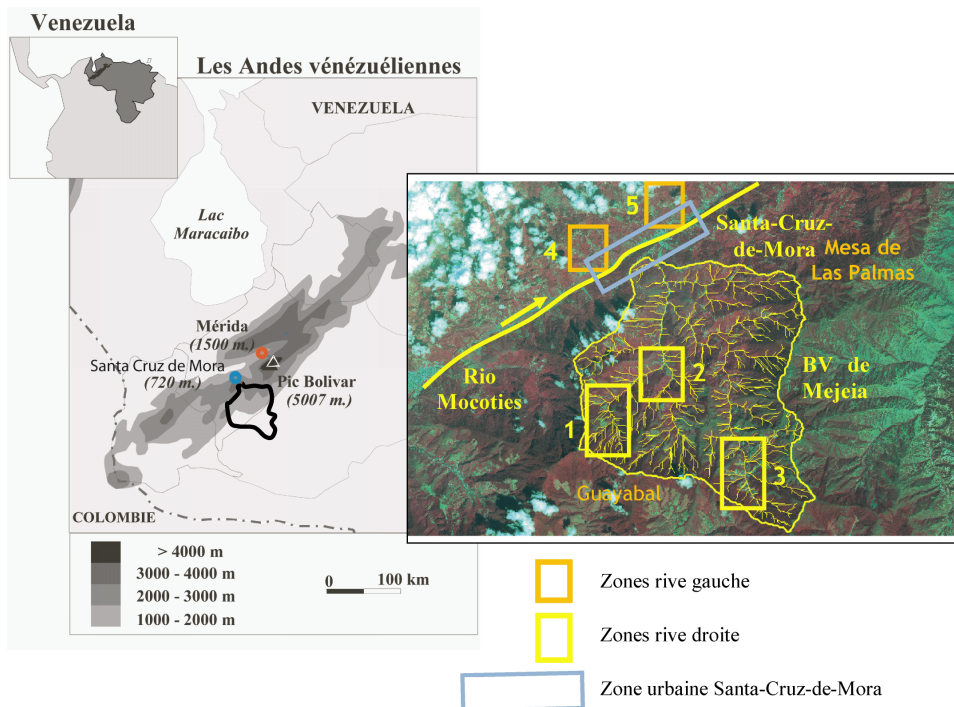 Venezuela
Les Andes vénézuéliennes
VENEZUELA
Lac
Maracaibo
Mérida
(1500 m.)
Santa Cruz de Mora
(720 m.)
Pic Bolivar
(5007 m.)
COLOMBIE
> 4000 m
3000 - 4000 m
2000 - 3000 m
1000 - 2000 m
0 100 km
5
4
Santa-Cruz-
de-Mora
Mesa de
Las Palmas
Rio
Mocoties
BV de
Mejeia
2
1
3
Guayabal
Zones rive gauche
Zones rive droite
Zone urbaine Santa-Cruz-de-Mora